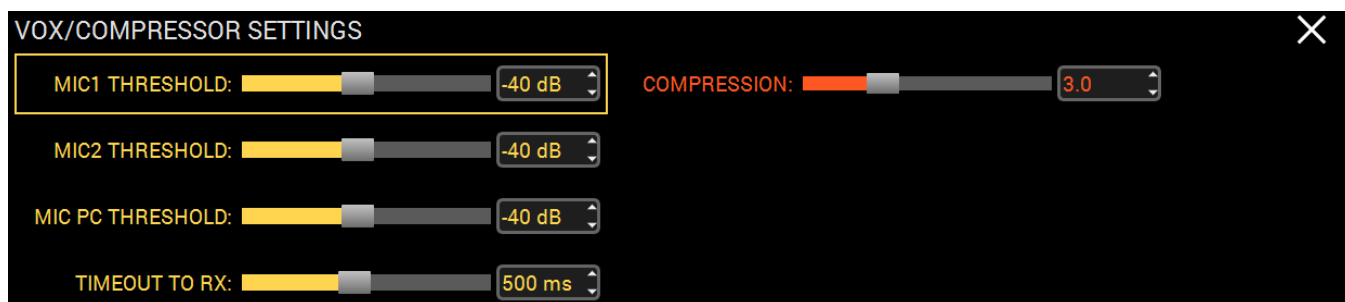 VOX/COMPRESSOR SETTINGS
MIC1 THRESHOLD: -40 dB
COMPRESSION: 3.0
MIC2 THRESHOLD: -40 dB
MIC PC THRESHOLD: -40 dB
TIMEOUT TO RX: 500 ms